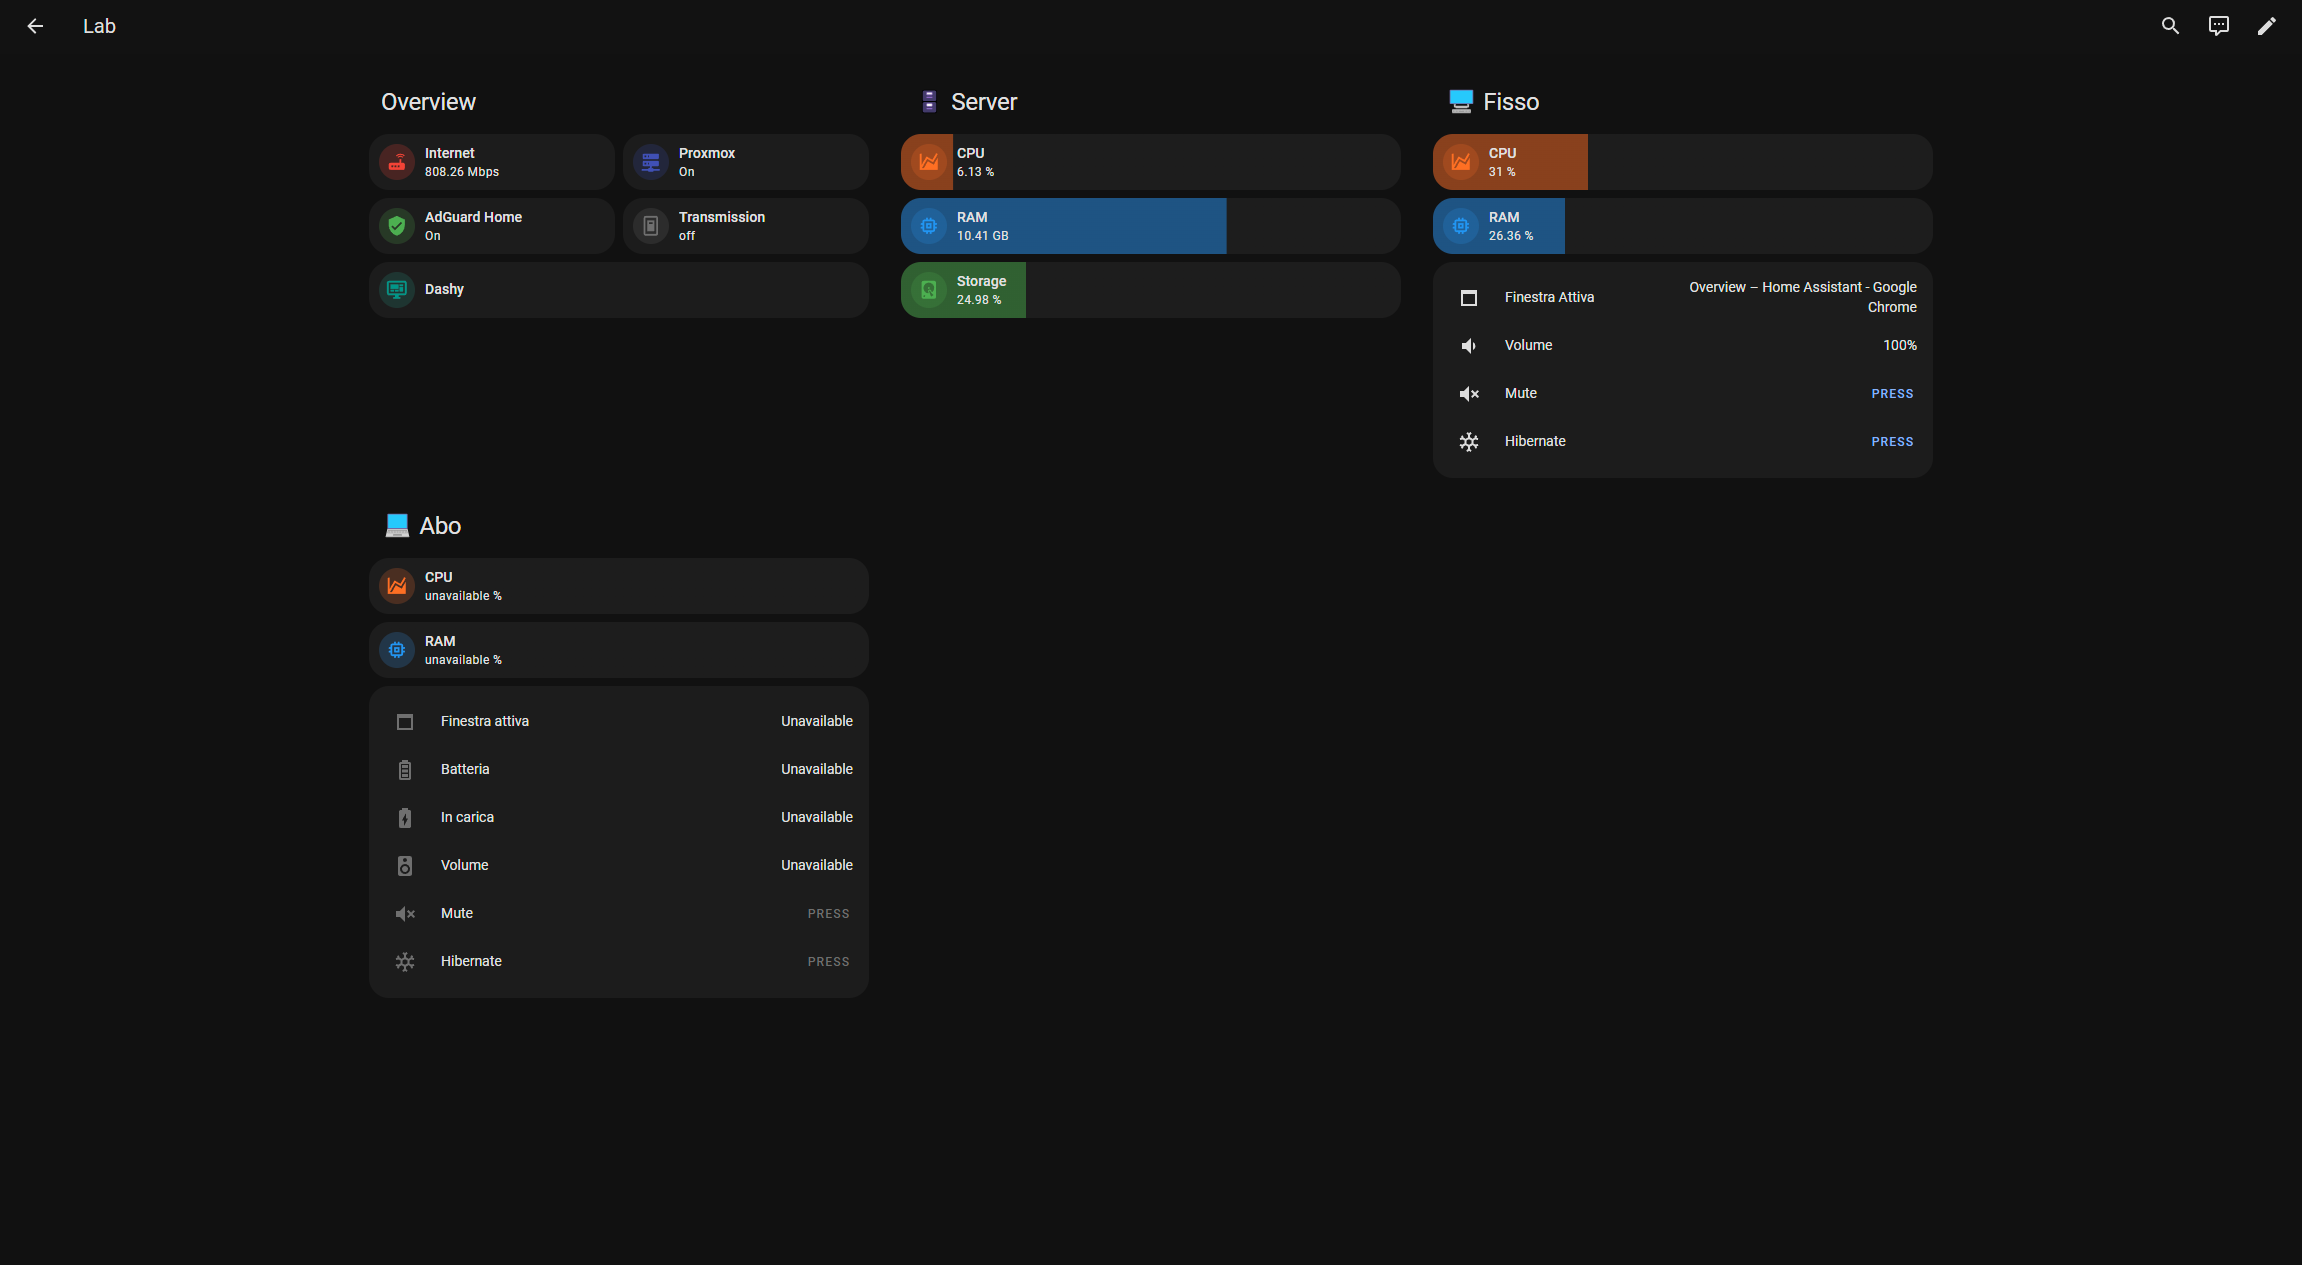 Lab
Overview
Internet
808.26 Mbps
Proxmox
On
AdGuard Home
On
Transmission
off
Dashy
Server
CPU
6.13 %
RAM
10.41 GB
Storage
24.98 %
Fisso
CPU
31 %
RAM
26.36 %
Finestra Attiva
Overview – Home Assistant - Google
Chrome
Volume
100%
Mute
PRESS
Hibernate
PRESS
Abo
CPU
unavailable %
RAM
unavailable %
Finestra attiva
Unavailable
Batteria
Unavailable
In carica
Unavailable
Volume
Unavailable
Mute
PRESS
Hibernate
PRESS